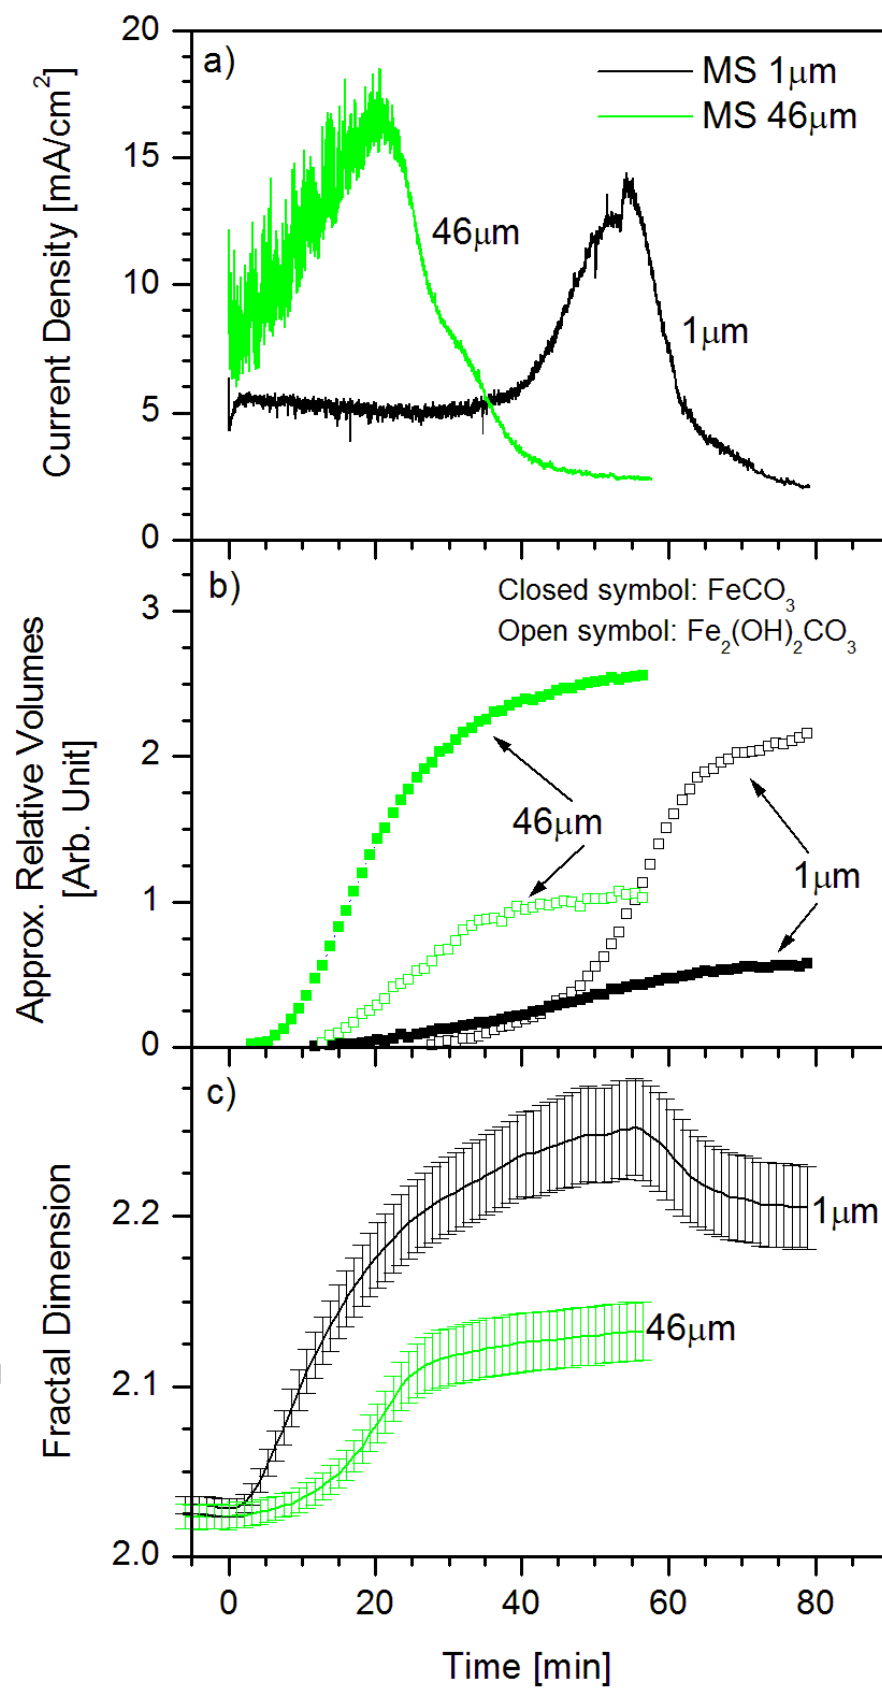 a)
MS 1μm
MS 46μm
46μm
1μm
Current Density [mA/cm²]
20
15
10
5
0
b)
Closed symbol: FeCO₃
Open symbol: Fe₂(OH)₂CO₃
46μm
1μm
Approx. Relative Volumes
[Arb. Unit]
3
2
1
0
c)
1μm
46μm
Fractal Dimension
2.2
2.1
2.0
0 20 40 60 80
Time [min]